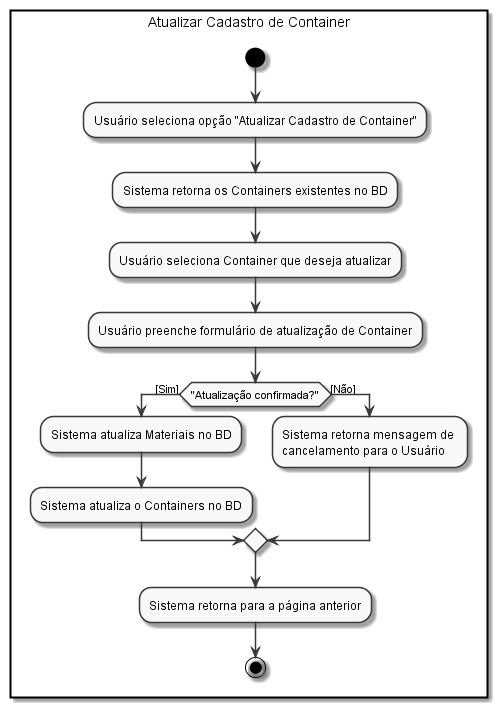 Atualizar Cadastro de Container
Usuário seleciona opção "Atualizar Cadastro de Container"
Sistema retorna os Containers existentes no BD
Usuário seleciona Container que deseja atualizar
Usuário preenche formulário de atualização de Container
[Sim]
"Atualização confirmada?"
[Não]
Sistema atualiza Materiais no BD
Sistema retorna mensagem de
cancelamento para o Usuário
Sistema atualiza o Containers no BD
Sistema retorna para a página anterior